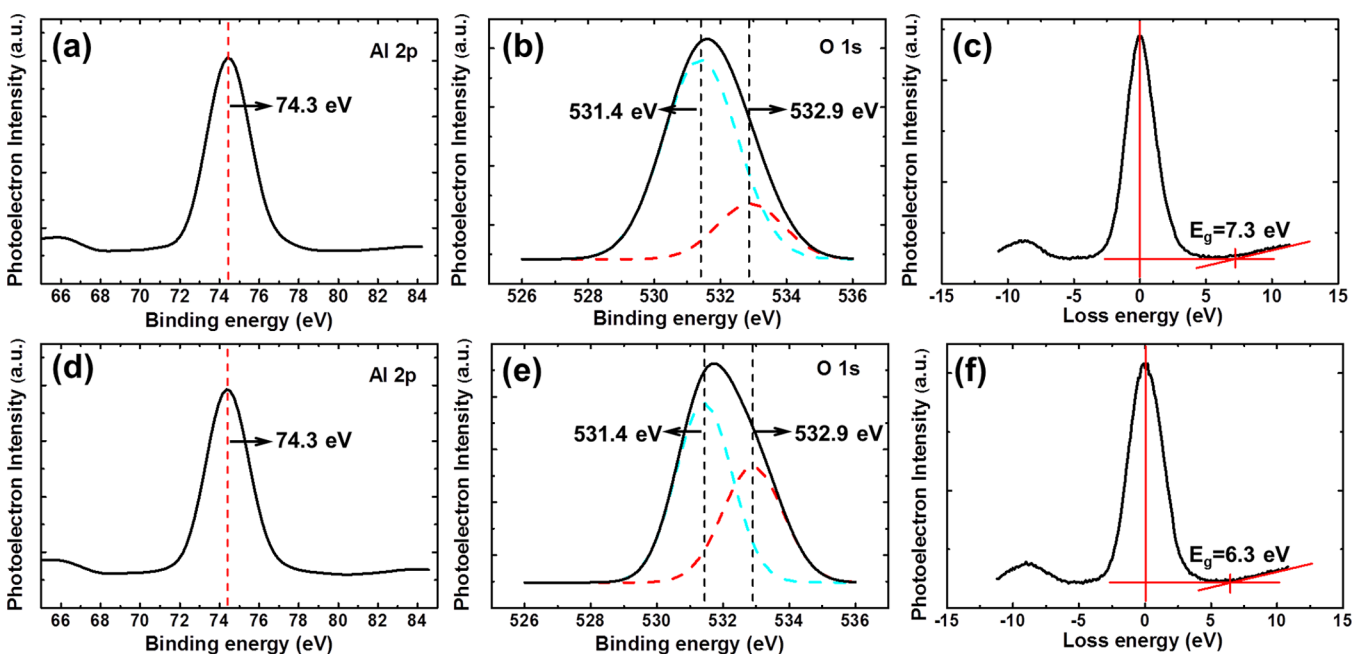 (a)
Al 2p
74.3 eV
Photoelectron Intensity (a.u.)
66 68 70 72 74 76 78 80 82 84
Binding energy (eV)
(b)
O 1s
531.4 eV
532.9 eV
Photoelectron Intensity (a.u.)
526 528 530 532 534 536
Binding energy (eV)
(c)
Eg=7.3 eV
Photoelectron Intensity (a.u.)
-15 -10 -5 0 5 10 15
Loss energy (eV)
(d)
Al 2p
74.3 eV
Photoelectron Intensity (a.u.)
66 68 70 72 74 76 78 80 82 84
Binding energy (eV)
(e)
O 1s
531.4 eV
532.9 eV
Photoelectron Intensity (a.u.)
526 528 530 532 534 536
Binding energy (eV)
(f)
Eg=6.3 eV
Photoelectron Intensity (a.u.)
-15 -10 -5 0 5 10 15
Loss energy (eV)